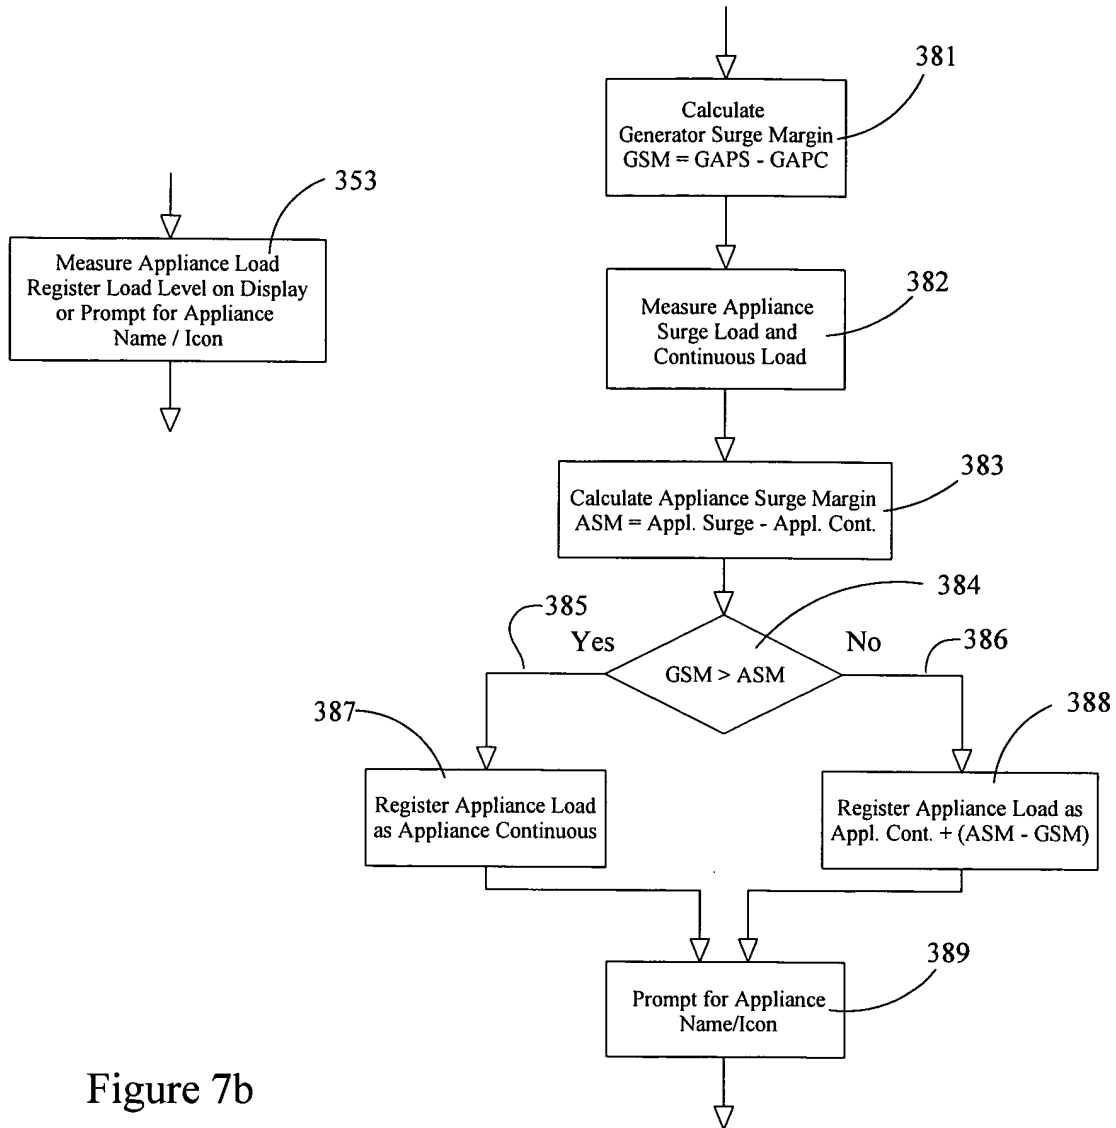 381
Calculate
Generator Surge Margin
GSM = GAPS - GAPC
353
Measure Appliance Load
Register Load Level on Display
or Prompt for Appliance
Name / Icon
382
Measure Appliance
Surge Load and
Continuous Load
383
Calculate Appliance Surge Margin
ASM = Appl. Surge - Appl. Cont.
384
385
Yes
No
386
GSM > ASM
387
388
Register Appliance Load
as Appliance Continuous
Register Appliance Load as
Appl. Cont. + (ASM - GSM)
389
Prompt for Appliance
Name/Icon
Figure 7b